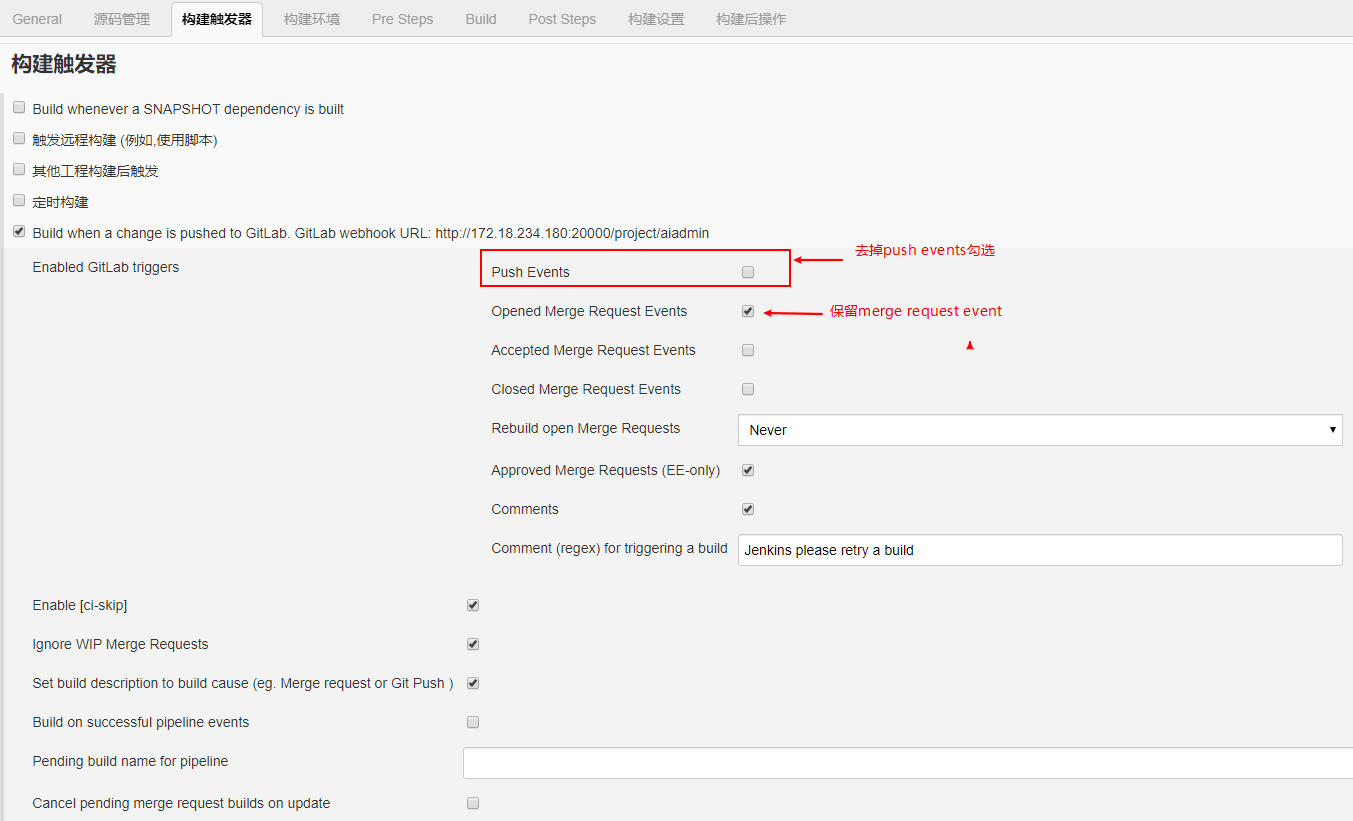 General 源码管理 构建触发器 构建环境 Pre Steps Build Post Steps 构建设置 构建后操作
构建触发器
Build whenever a SNAPSHOT dependency is built
触发远程构建 (例如,使用脚本)
其他工程构建后触发
定时构建
Build when a change is pushed to GitLab. GitLab webhook URL: http://172.18.234.180:20000/project/aiadmin
去掉push events勾选
Enabled GitLab triggers
Push Events
Opened Merge Request Events
保留merge request event
Accepted Merge Request Events
Closed Merge Request Events
Rebuild open Merge Requests Never
Approved Merge Requests (EE-only)
Comments
Comment (regex) for triggering a build Jenkins please retry a build
Enable [ci-skip]
Ignore WIP Merge Requests
Set build description to build cause (eg. Merge request or Git Push )
Build on successful pipeline events
Pending build name for pipeline
Cancel pending merge request builds on update